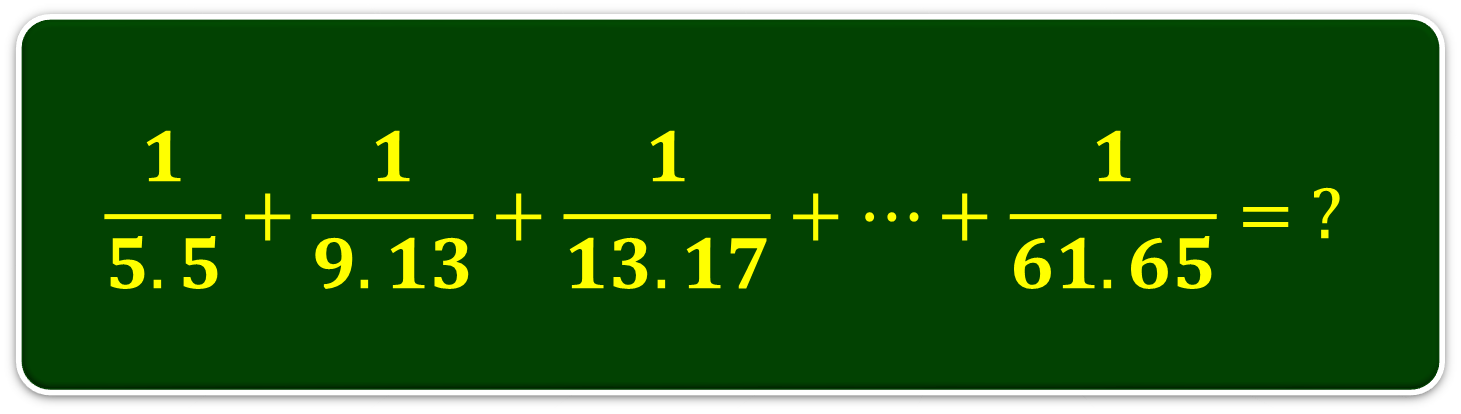 1/5.5 + 1/9.13 + 1/13.17 + ⋯ + 1/61.65 = ?